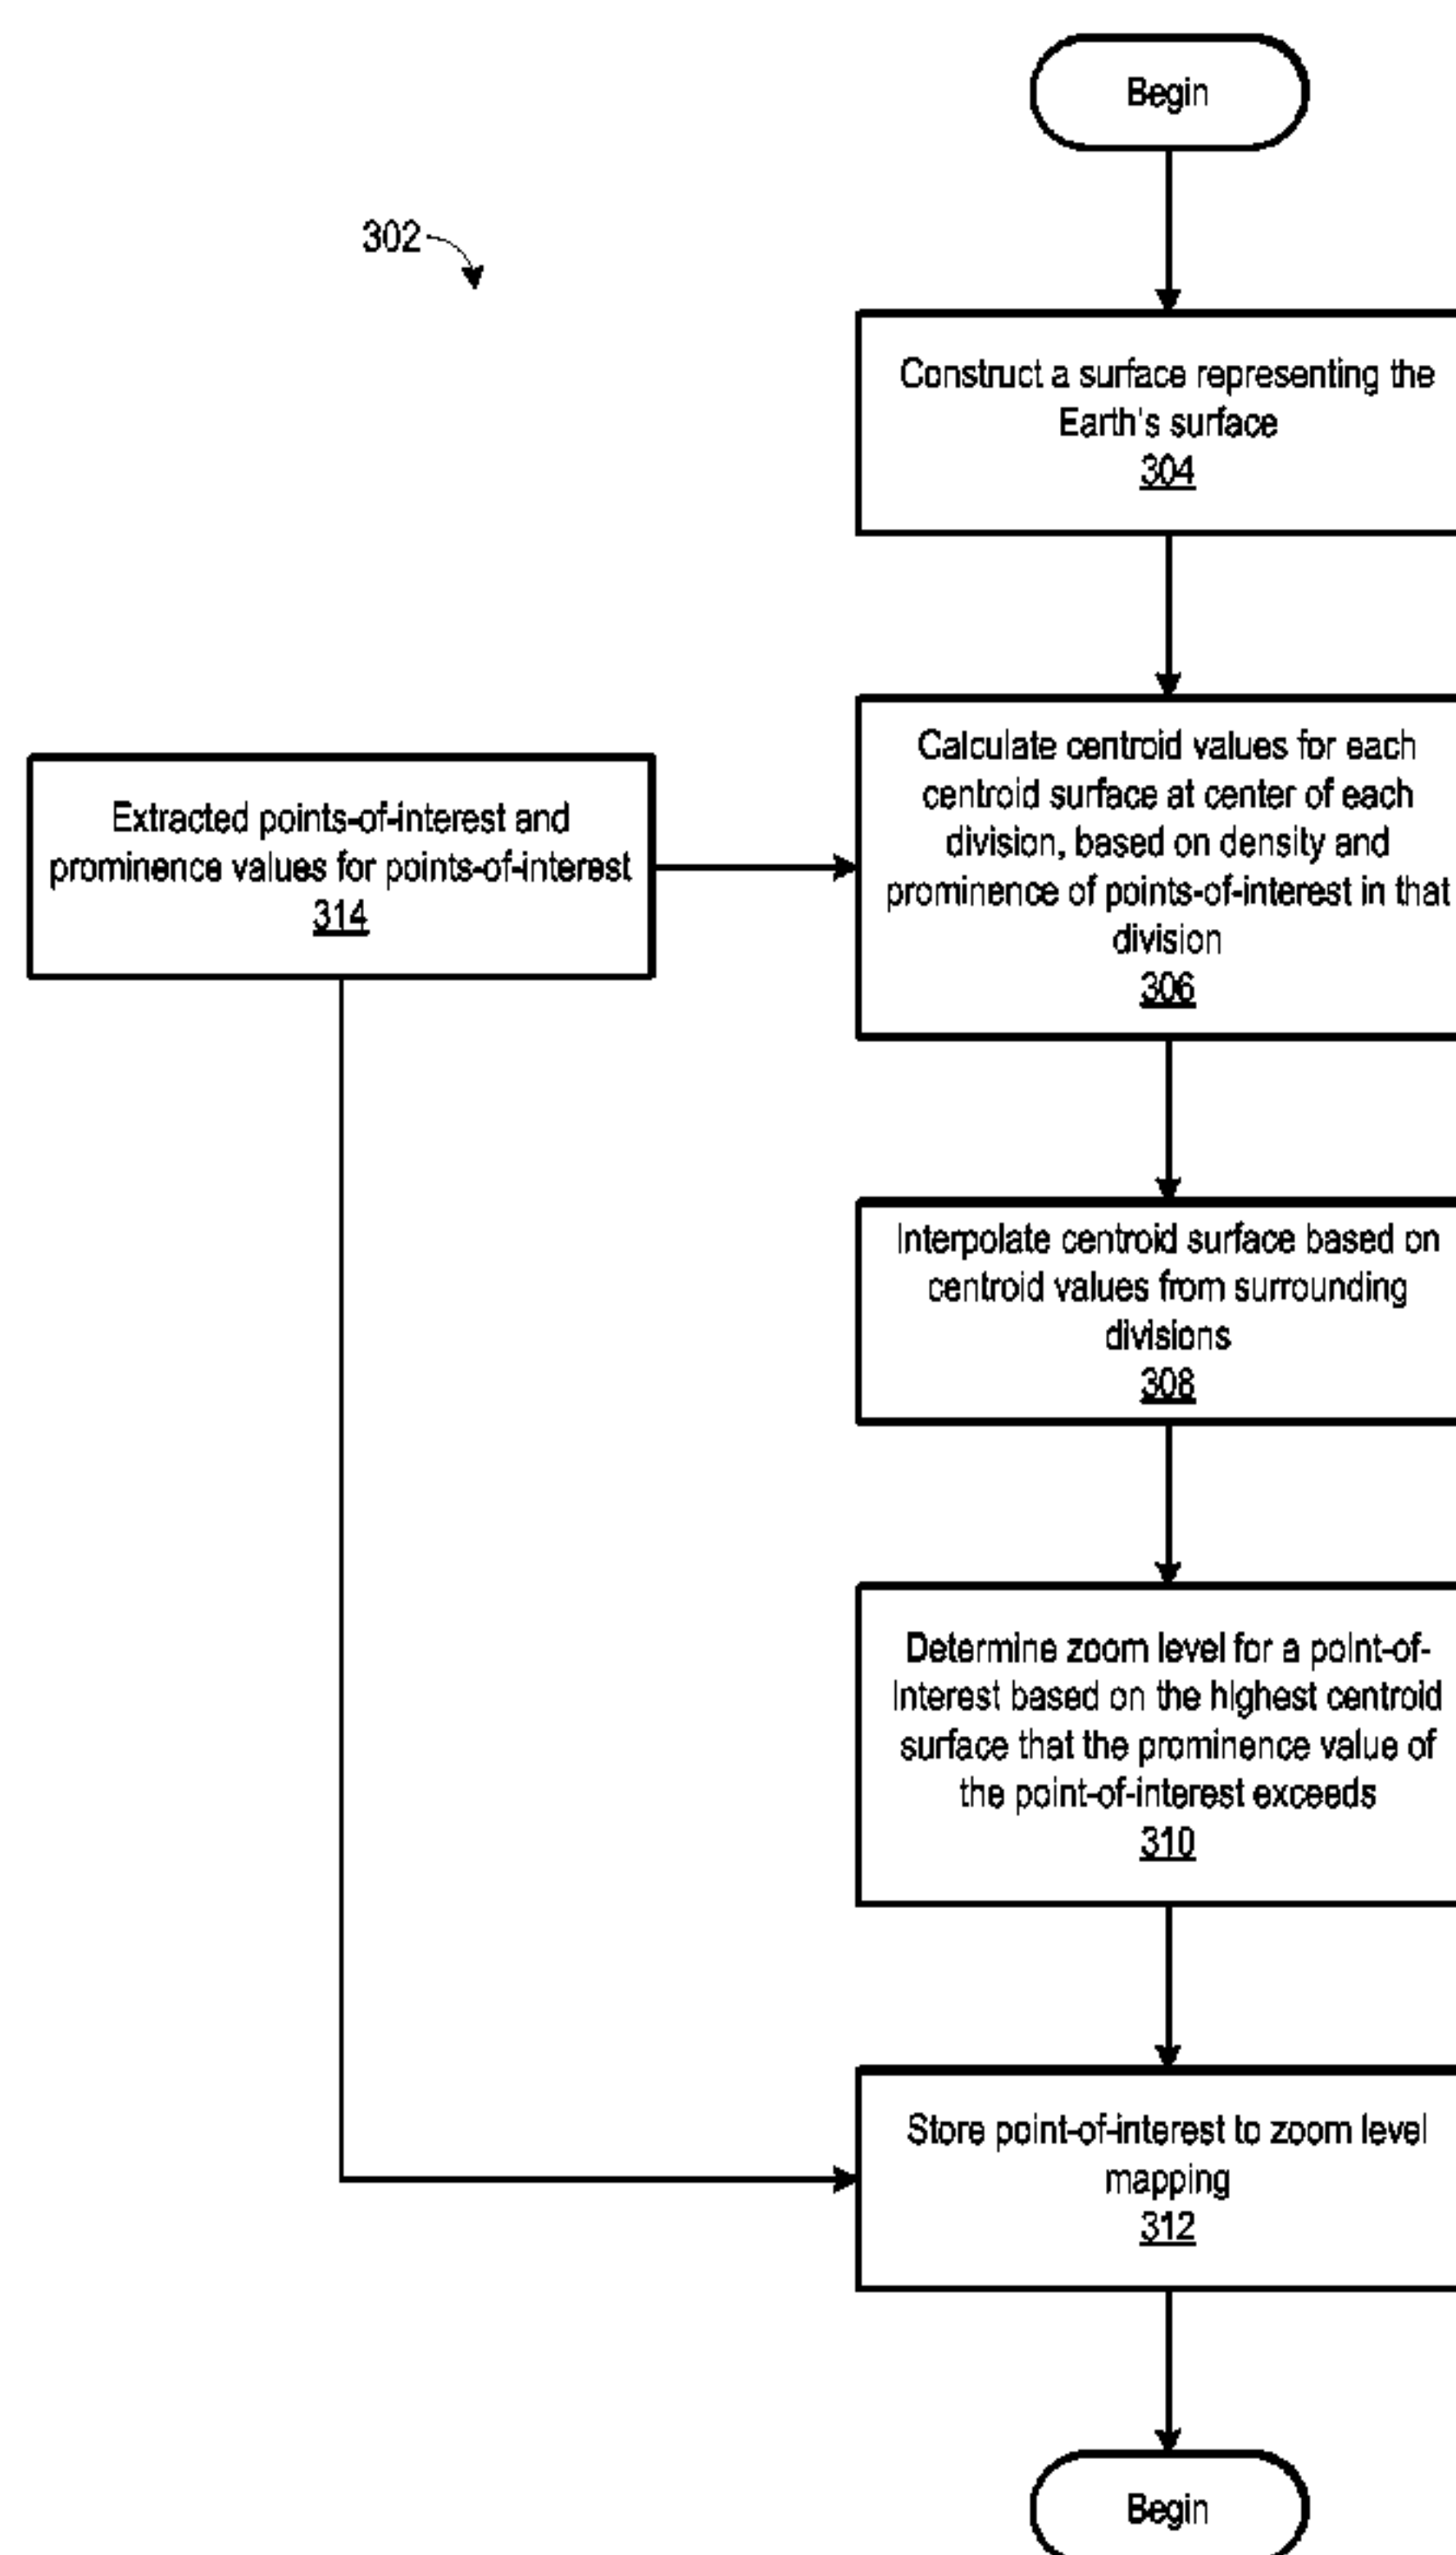 Begin
302
Construct a surface representing the
Earth's surface
304
Calculate centroid values for each
centroid surface at center of each
division, based on density and
prominence of points-of-interest in that
division
306
Extracted points-of-interest and
prominence values for points-of-interest
314
Interpolate centroid surface based on
centroid values from surrounding
divisions
308
Determine zoom level for a point-of-
interest based on the highest centroid
surface that the prominence value of
the point-of-interest exceeds
310
Store point-of-interest to zoom level
mapping
312
Begin